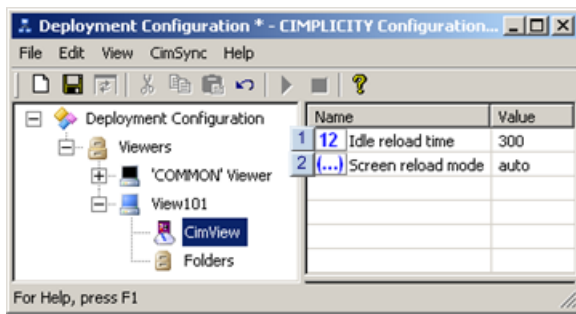 Deployment Configuration * - CIMPLICITY Configuration...
File Edit View CimSync Help
Deployment Configuration
Viewers
'COMMON' Viewer
View101
CimView
Folders
Name Value
1 12 Idle reload time 300
2 (...) Screen reload mode auto
For Help, press F1